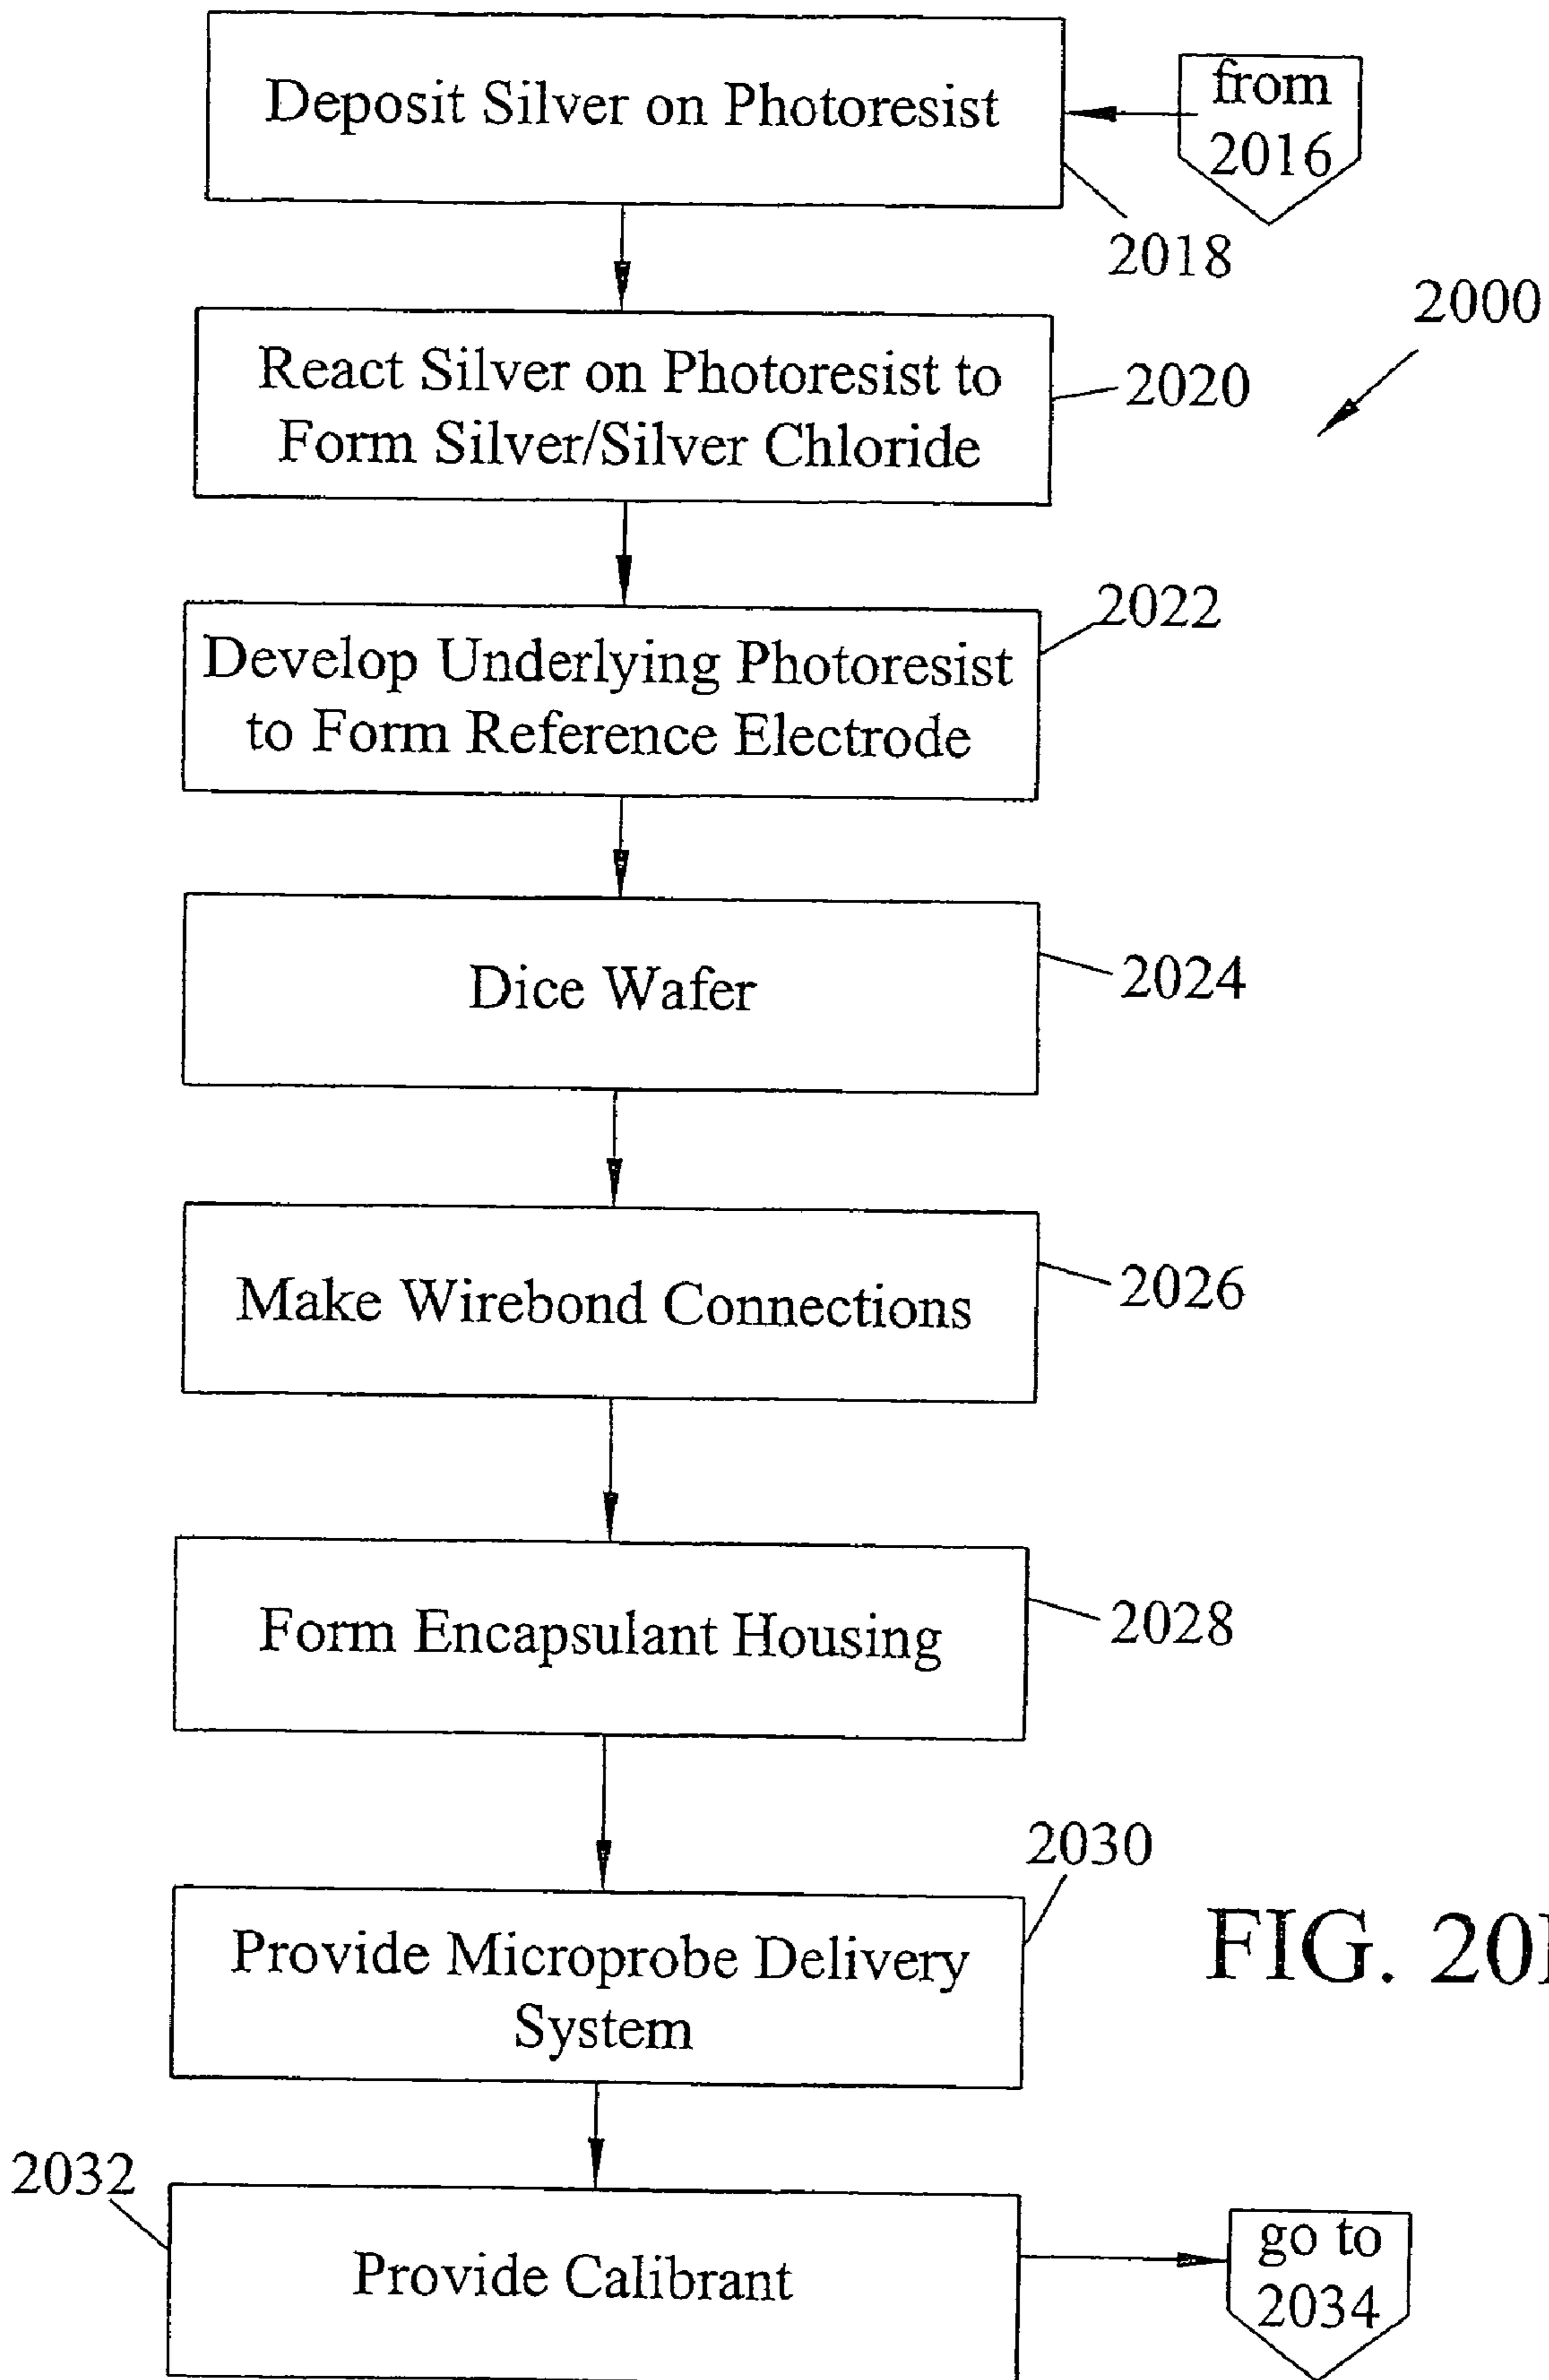 Deposit Silver on Photoresist
from
2016
2018
2000
React Silver on Photoresist to
Form Silver/Silver Chloride
2020
2022
Develop Underlying Photoresist
to Form Reference Electrode
Dice Wafer
2024
Make Wirebond Connections
2026
Form Encapsulant Housing
2028
2030
Provide Microprobe Delivery
System
FIG.
2032
Provide Calibrant
go to
2034